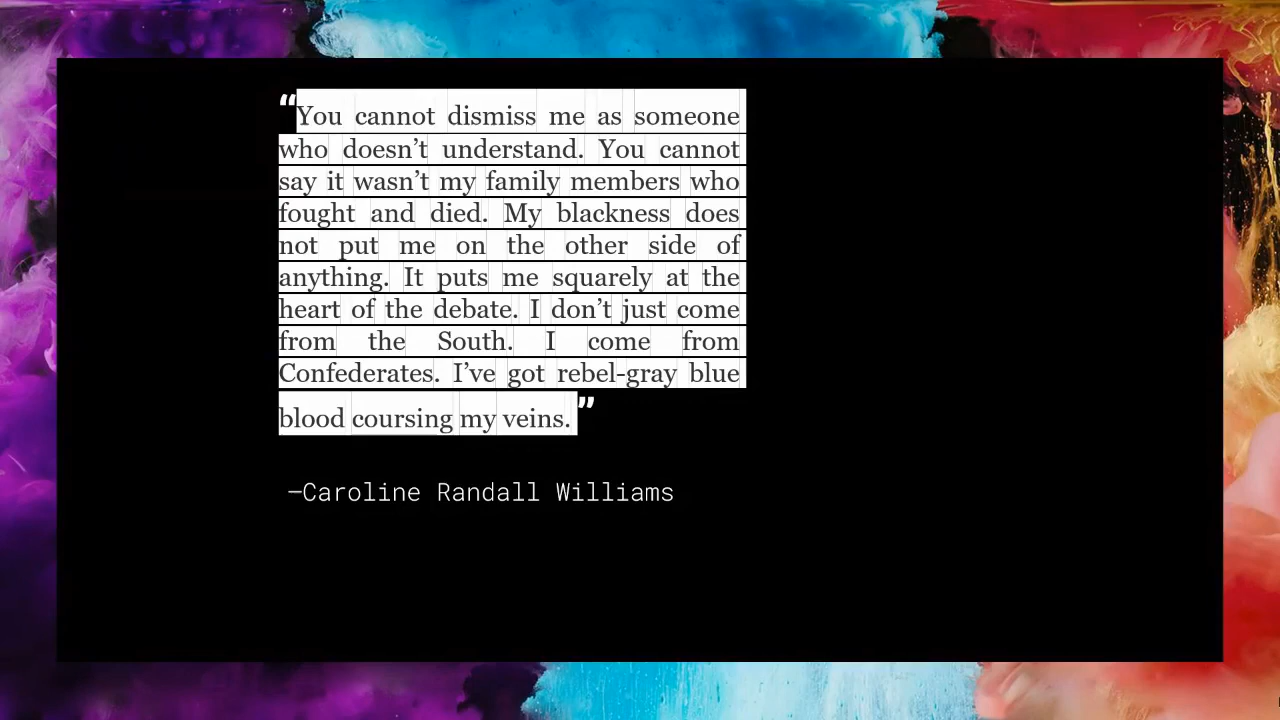 “You cannot dismiss me as someone
who doesn’t understand. You cannot
say it wasn’t my family members who
fought and died. My blackness does
not put me on the other side of
anything. It puts me squarely at the
heart of the debate. I don’t just come
from the South. I come from
Confederates. I’ve got rebel-gray blue
blood coursing my veins.”
—Caroline Randall Williams